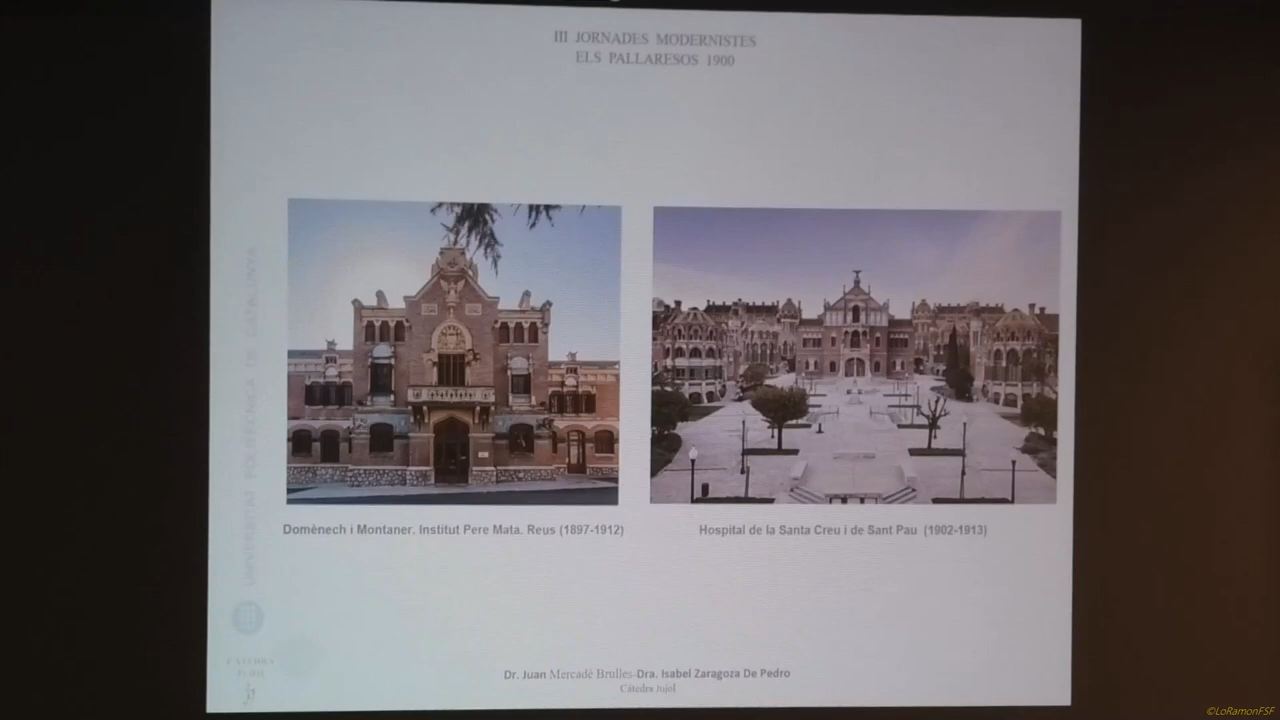 III JORNADES MODERNISTES
ELS PALLARESOS 1900
UNIVERSITAT POLITÈCNICA DE CATALUNYA
Domènech i Montaner. Institut Pere Mata. Reus (1897-1912)
Hospital de la Santa Creu i de Sant Pau (1902-1913)
Dr. Juan Mercadé Brulles-Dra. Isabel Zaragoza De Pedro
Càtedra Jujol
©LoRamonFSF